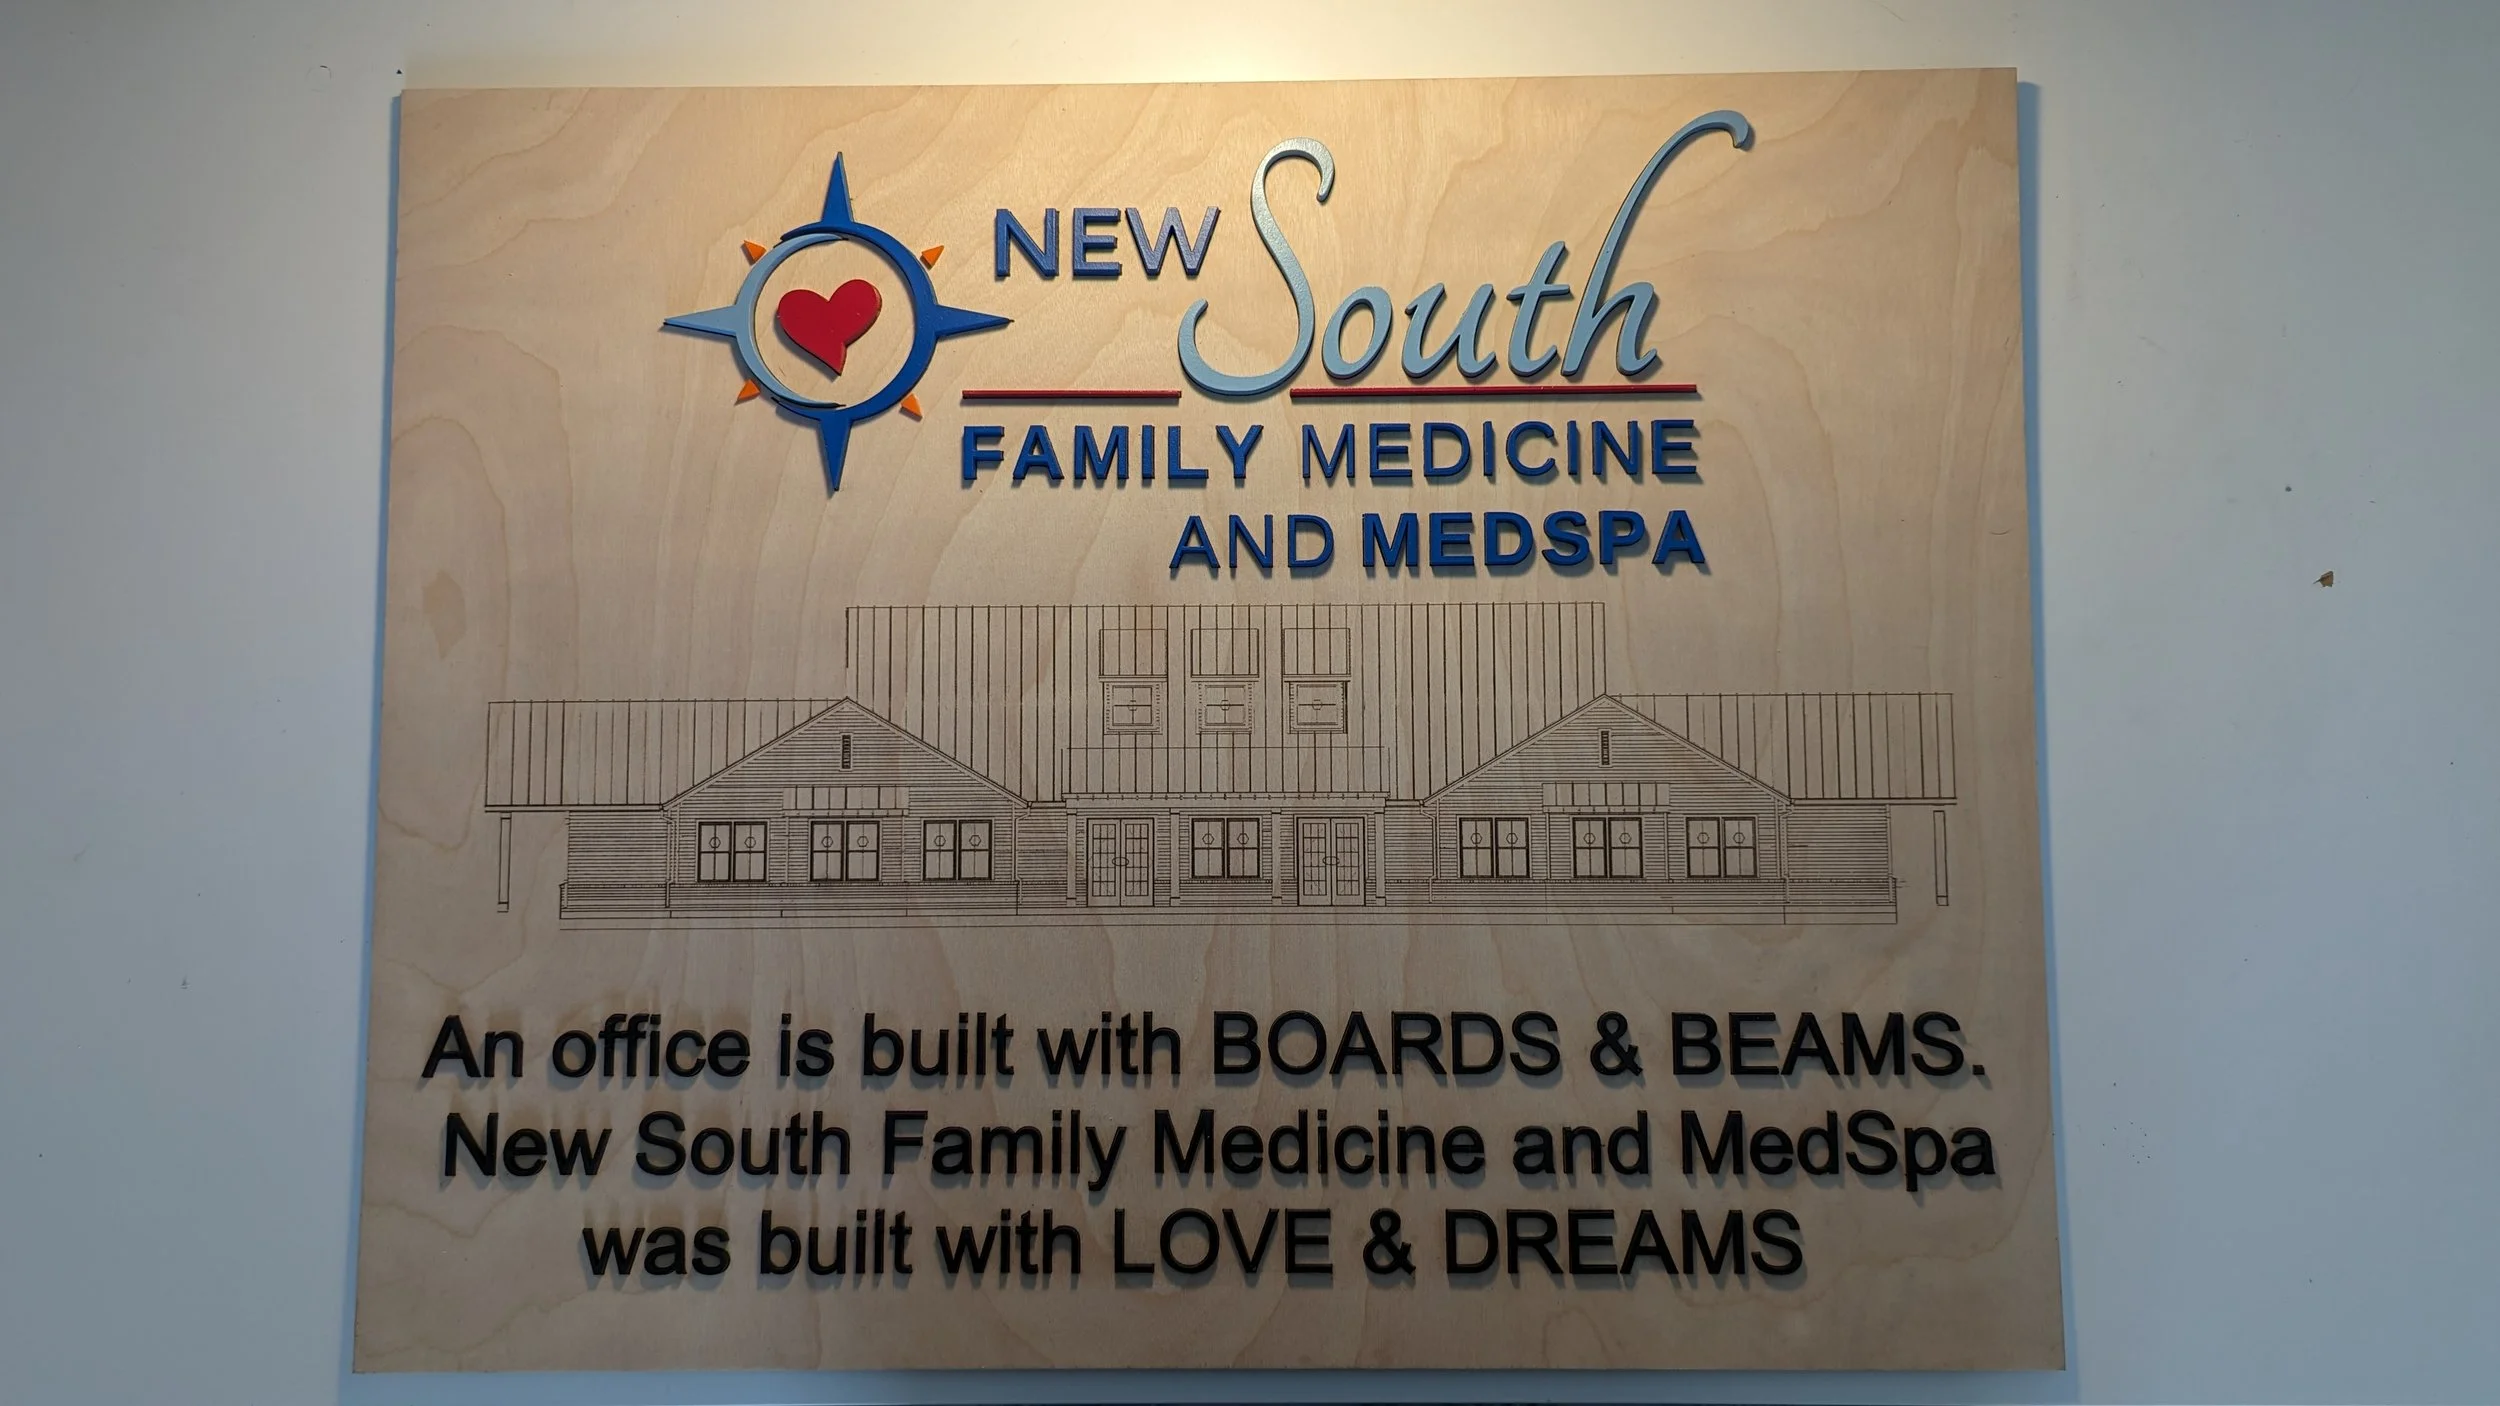 NEW South
FAMILY MEDICINE
AND MEDSPA
An office is built with BOARDS & BEAMS.
New South Family Medicine and MedSpa
was built with LOVE & DREAMS